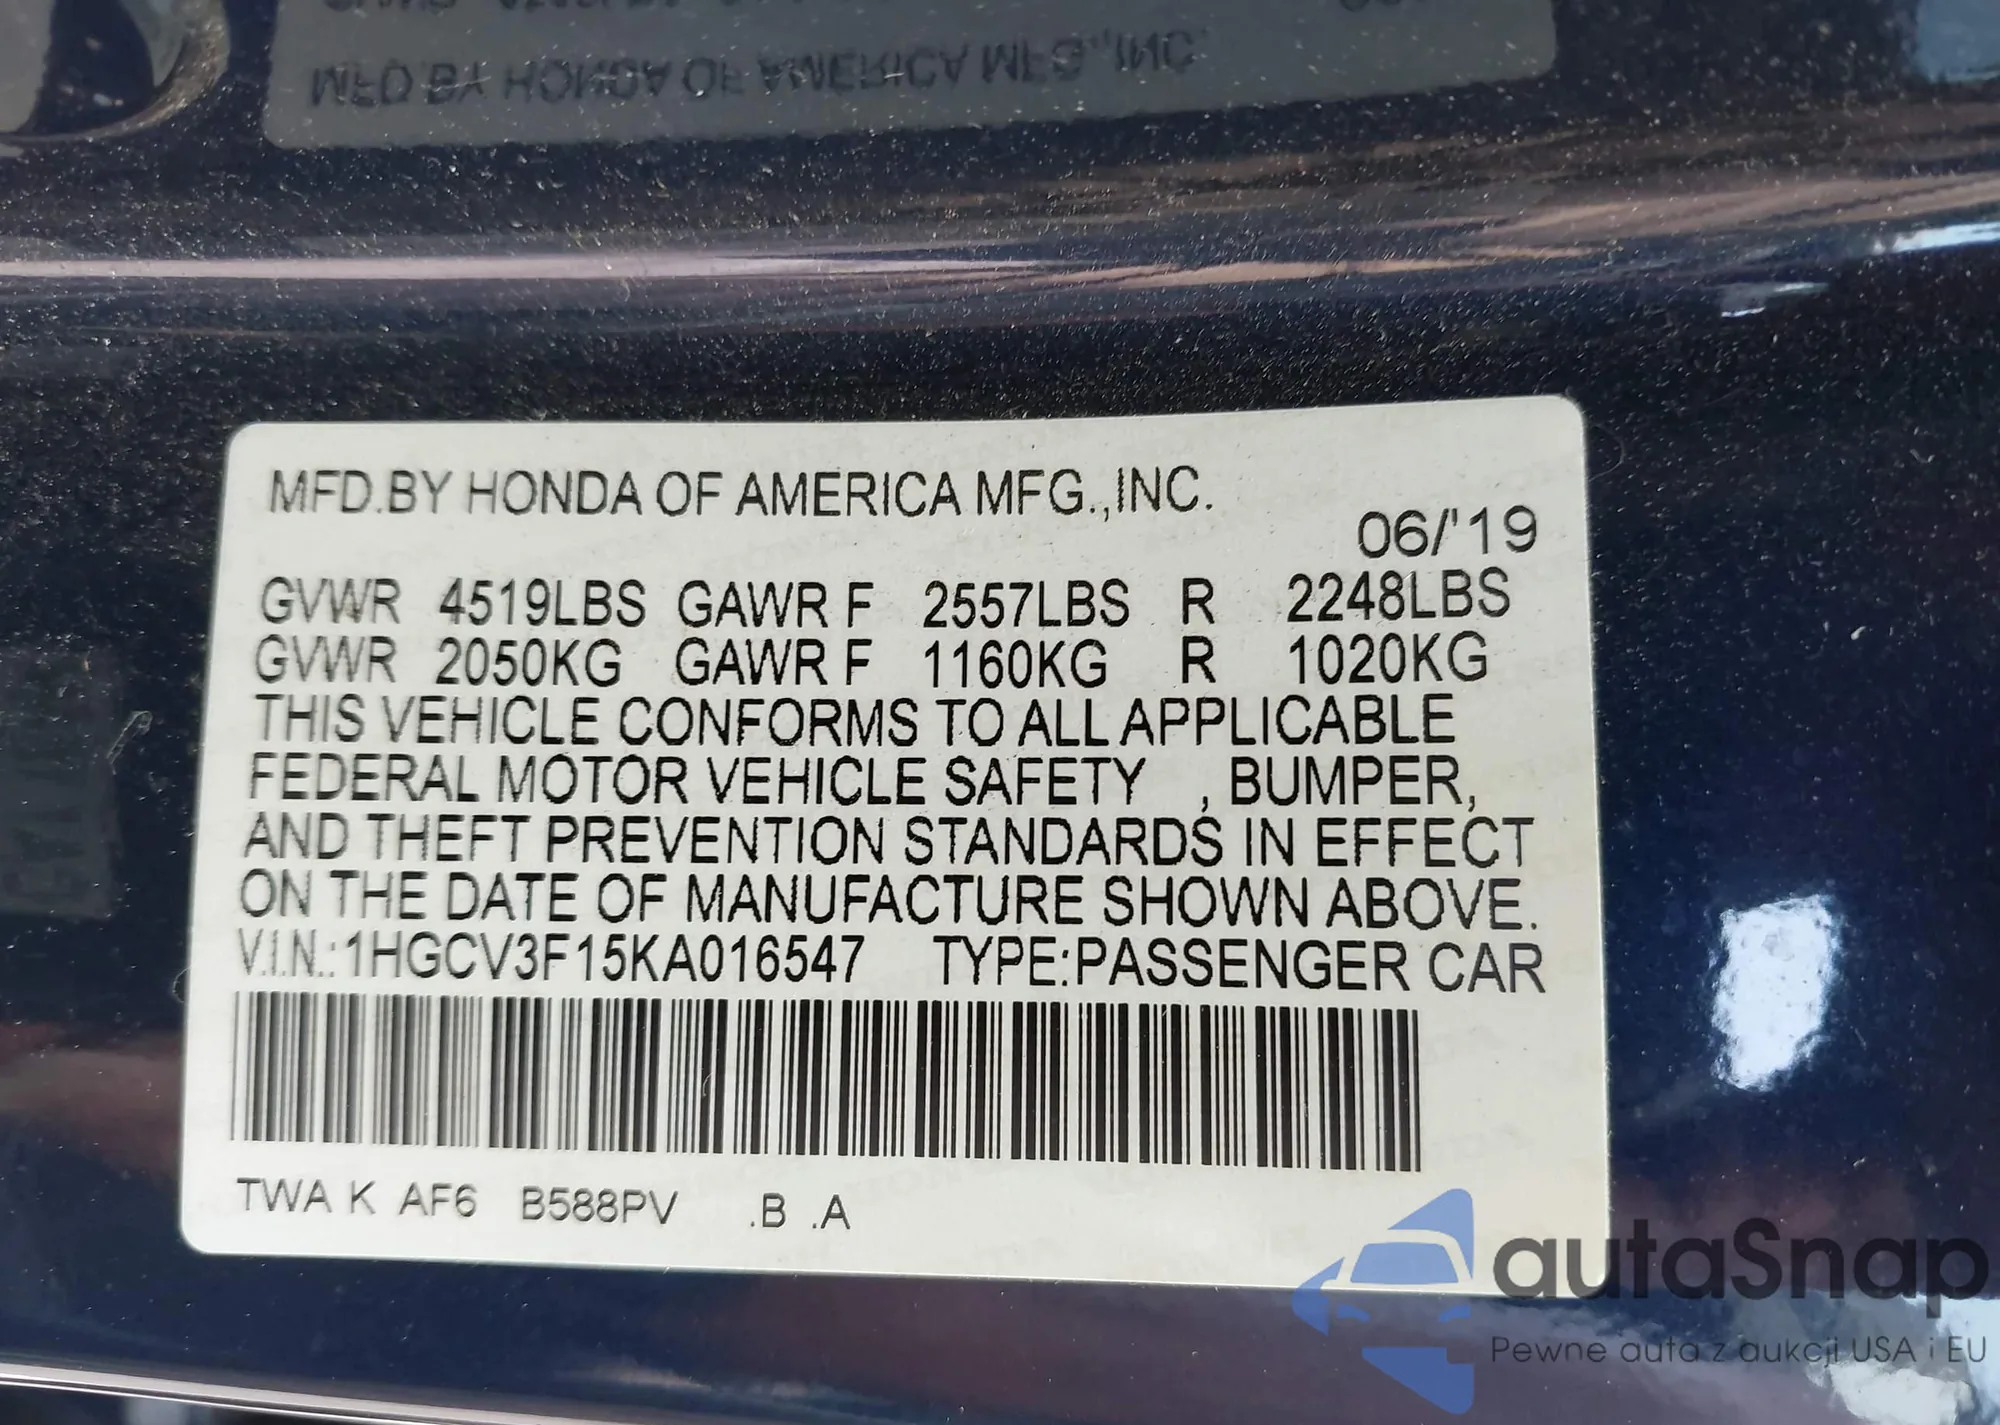 MFD.BY HONDA OF AMERICA MFG.,INC.
MFD.BY HONDA OF AMERICA MFG.,INC.
06/'19
GVWR 4519LBS GAWR F 2557LBS R 2248LBS
GVWR 2050KG GAWR F 1160KG R 1020KG
THIS VEHICLE CONFORMS TO ALL APPLICABLE
FEDERAL MOTOR VEHICLE SAFETY , BUMPER,
AND THEFT PREVENTION STANDARDS IN EFFECT
ON THE DATE OF MANUFACTURE SHOWN ABOVE.
V.I.N.:1HGCV3F15KA016547 TYPE:PASSENGER CAR
TWA K AF6 B588PV .B .A
autaSnap
Pewne auta z aukcji USA i EU